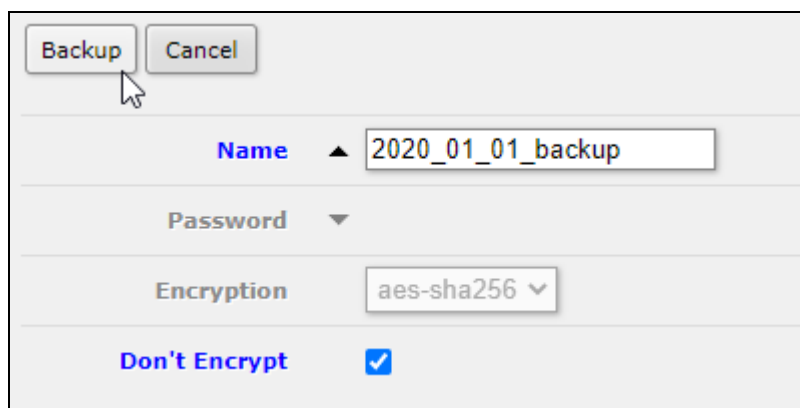 Backup Cancel
Name 2020_01_01_backup
Password
Encryption aes-sha256
Don't Encrypt